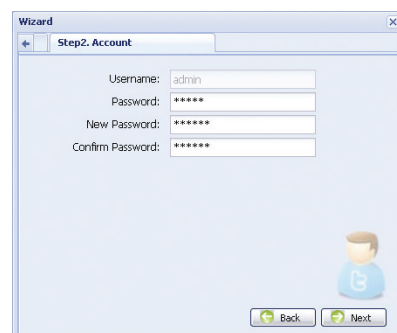 Wizard
Step2. Account
Username: admin
Password: *****
New Password: ******
Confirm Password: ******
Back Next